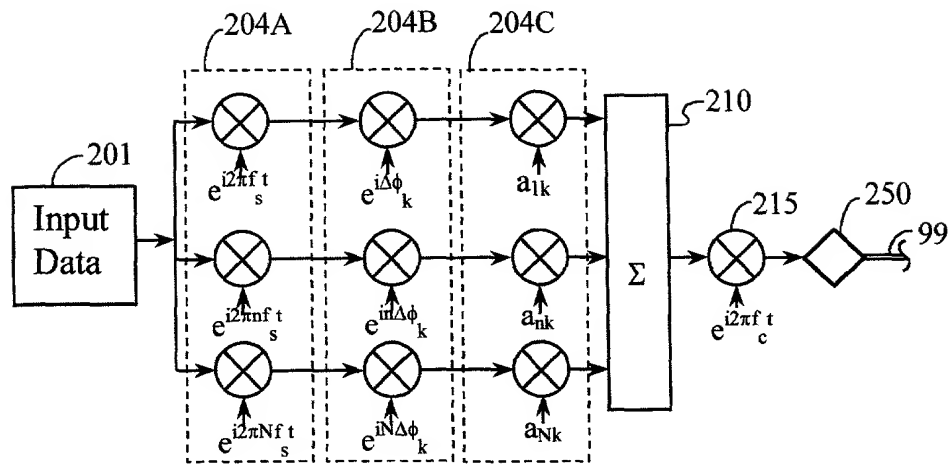 204A 204B 204C
210
201 215 250 99
Input
Data
e^{i2πf_s t} e^{iΔϕ_k} a_{1k}
Σ
e^{i2πnf_s t} e^{inΔϕ_k} a_{nk} e^{i2πf_c t}
e^{i2πNf_s t} e^{iNΔϕ_k} a_{Nk}